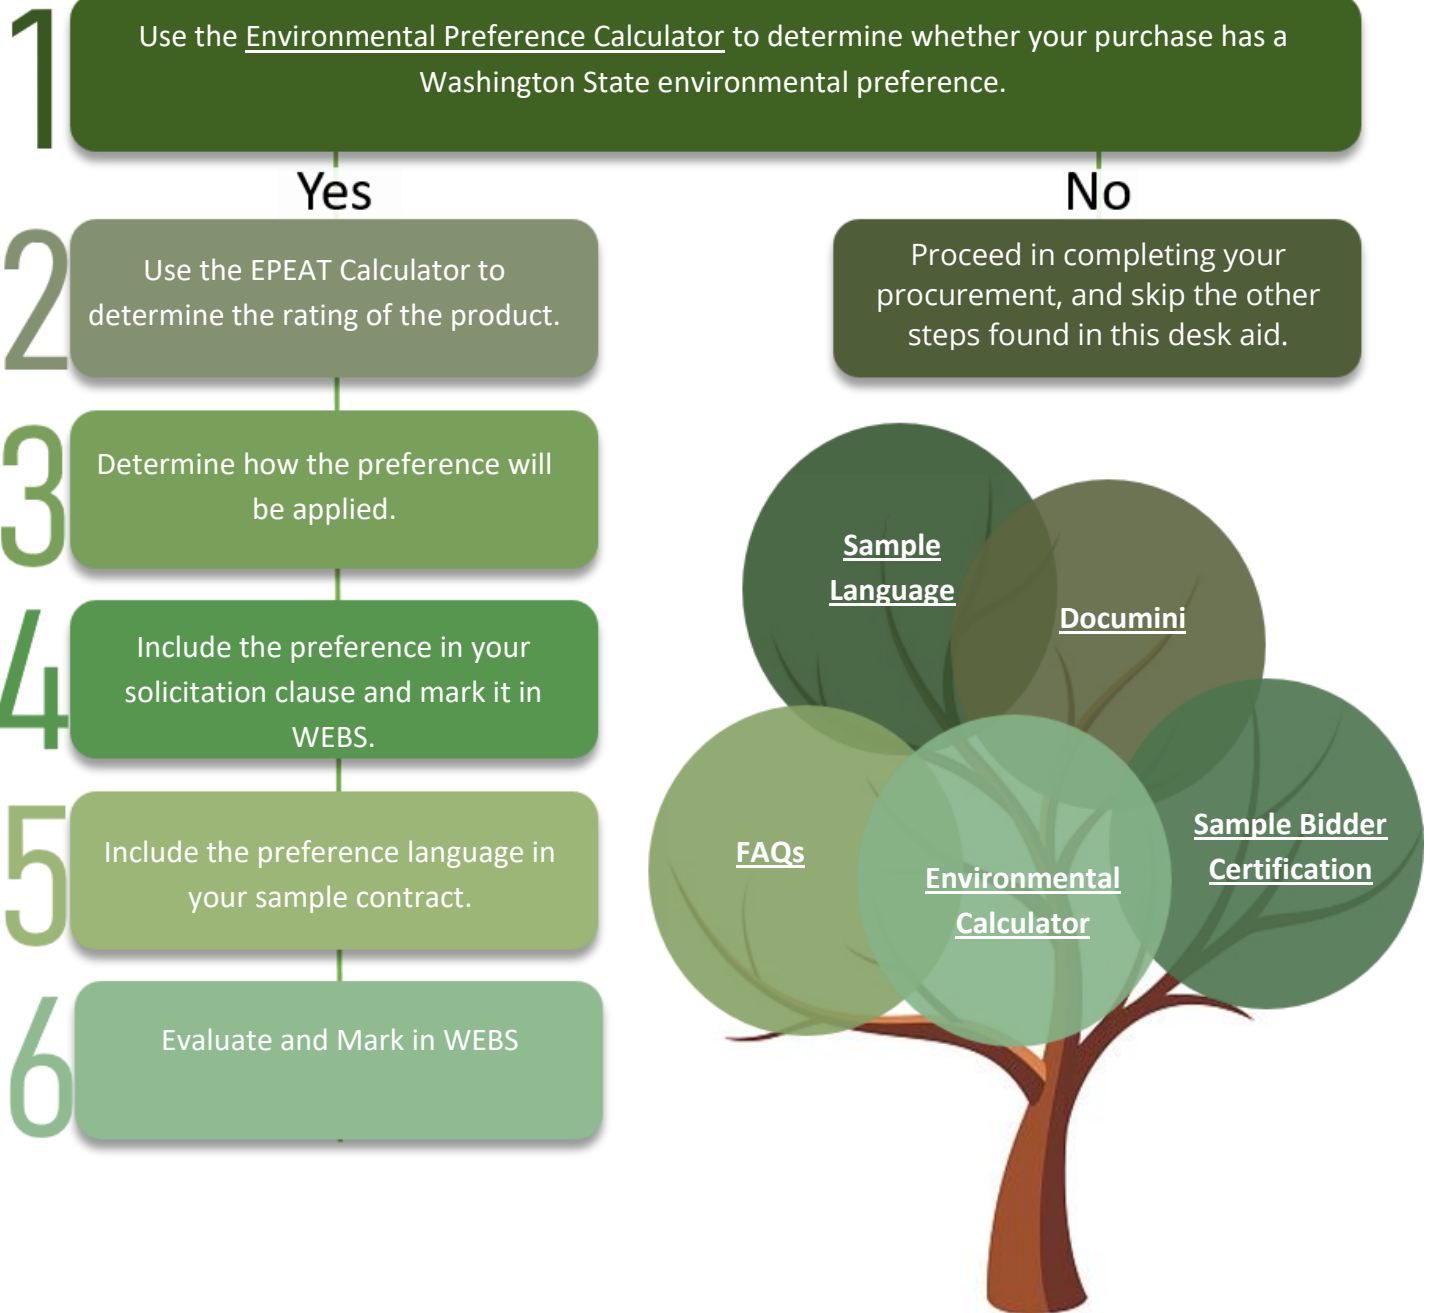 1
Use the Environmental Preference Calculator to determine whether your purchase has a
Washington State environmental preference.
Yes
No
2
Use the EPEAT Calculator to
determine the rating of the product.
Proceed in completing your
procurement, and skip the other
steps found in this desk aid.
3
Determine how the preference will
be applied.
4
Include the preference in your
solicitation clause and mark it in
WEBS.
5
Include the preference language in
your sample contract.
6
Evaluate and Mark in WEBS
Sample
Language
Documini
FAQs
Environmental
Calculator
Sample Bidder
Certification